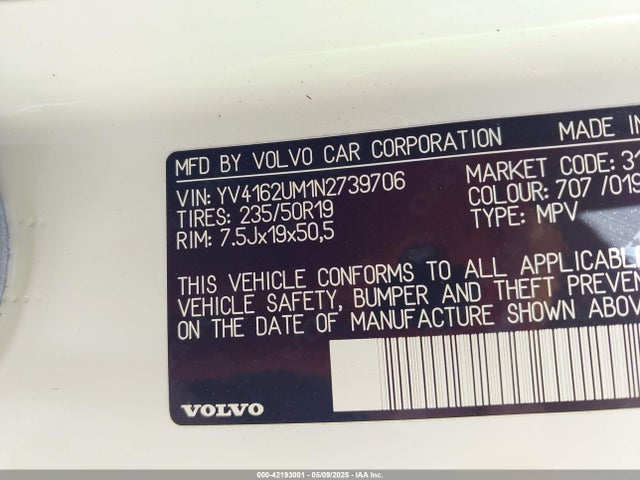 MFD BY VOLVO CAR CORPORATION MADE IN
MARKET CODE: 31
VIN: YV4162UM1N2739706 COLOUR: 707 /019
TIRES: 235/50R19 TYPE: MPV
RIM: 7.5Jx19x50,5
THIS VEHICLE CONFORMS TO ALL APPLICABLE
VEHICLE SAFETY, BUMPER AND THEFT PREVEN
ON THE DATE OF MANUFACTURE SHOWN ABOV
VOLVO
000-42193001 - 05/09/2025 - IAA Inc.